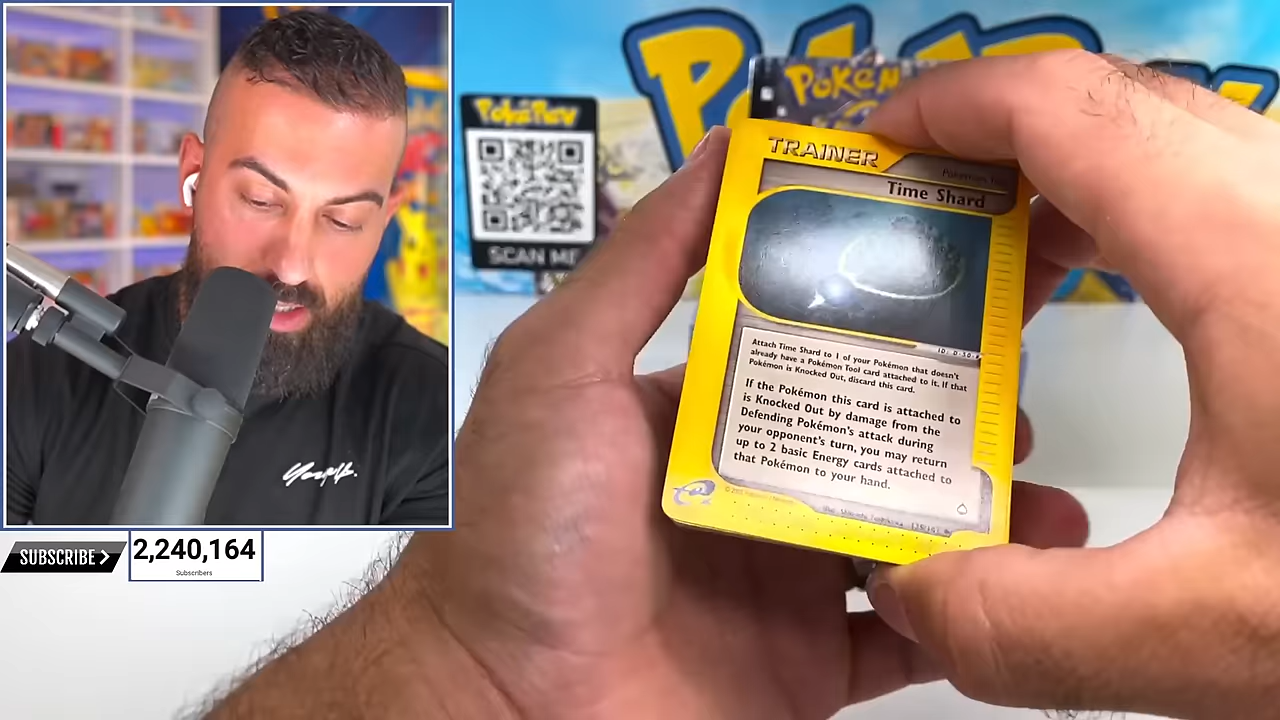 PokéRev
SCAN ME
Pokém
TRAINER
Time Shard
Attach Time Shard to 1 of your Pokémon that doesn't
already have a Pokémon Tool card attached to it. If that
Pokémon is Knocked Out, discard this card.
If the Pokémon this card is attached to
is Knocked Out by damage from the
Defending Pokémon's attack during
your opponent's turn, you may return
up to 2 basic Energy cards attached to
that Pokémon to your hand.
SUBSCRIBE >
2,240,164
Subscribers